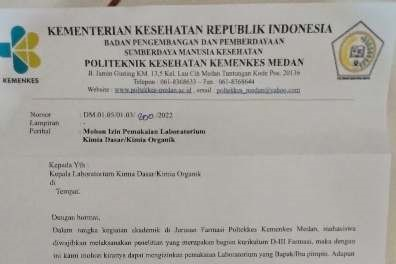 KEMENTERIAN KESEHATAN REPUBLIK INDONESIA
BADAN PENGEMBANGAN DAN PEMBERDAYAAN
SUMBERDAYA MANUSIA KESEHATAN
POLITEKNIK KESEHATAN KEMENKES MEDAN
Jl. Jamin Ginting KM. 13,5 Kel. Lau Cih Medan Tuntungan Kode Pos. 20136
Telepon : 061-8368633 - Fax. 061-8368644
Website : www.poltekkes-medan.ac.id , email : poltekkes_medan@yahoo.com
KEMENKES
Nomor : DM.01.05/01.03/ /2022
Lampiran :
Perihal : Mohon Izin Pemakaian Laboratorium
Kimia Dasar/Kimia Organik
Kepada Yth :
Kepala Laboratorium Kimia Dasar/Kimia Organik
di
Tempat.
Dengan hormat,
Dalam rangka kegiatan akademik di Jurusan Farmasi Poltekkes Kemenkes Medan, mahasiswa
diwajibkan melaksanakan penelitian yang merupakan bagian kurikulum D-III Farmasi, maka dengan
ini kami mohon kiranya dapat mengizinkan pemakaian Laboratorium yang Bapak/Ibu pimpin. Adapun